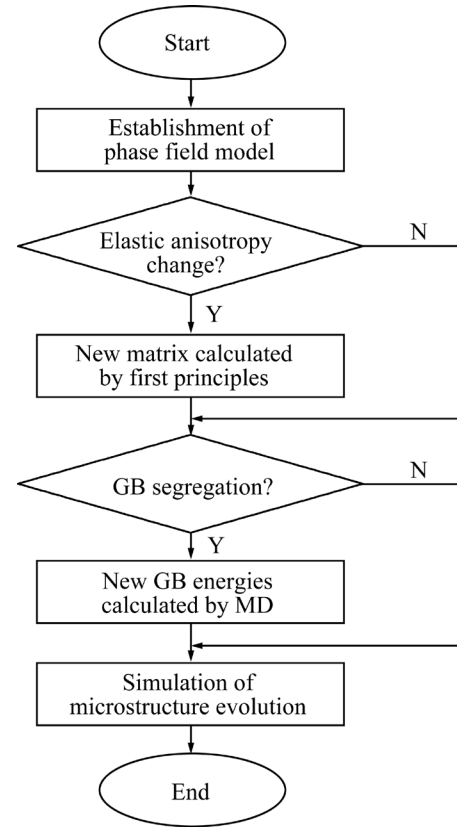 Start
Establishment of
phase field model
Elastic anisotropy
change?
N
Y
New matrix calculated
by first principles
GB segregation?
N
Y
New GB energies
calculated by MD
Simulation of
microstructure evolution
End